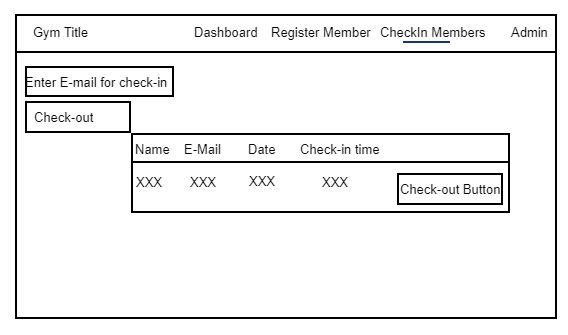 Gym Title Dashboard Register Member CheckIn Members Admin
Enter E-mail for check-in
Check-out
Name E-Mail Date Check-in time
XXX XXX XXX XXX Check-out Button